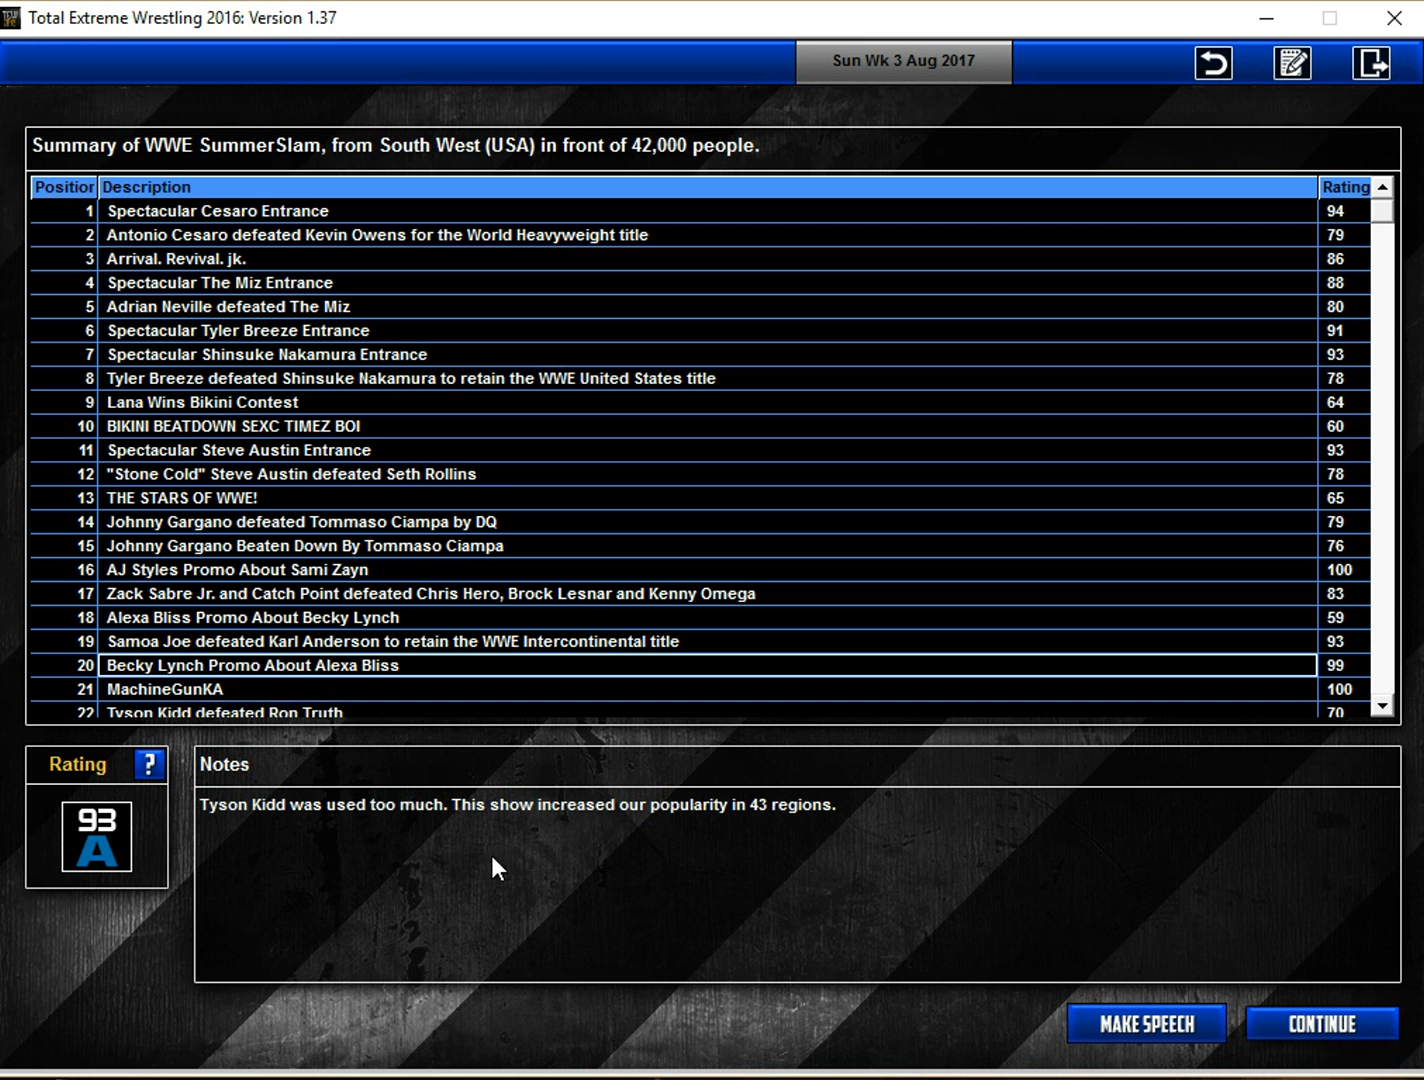 Total Extreme Wrestling 2016: Version 1.37
Sun Wk 3 Aug 2017
Summary of WWE SummerSlam, from South West (USA) in front of 42,000 people.
Position Description Rating
1 Spectacular Cesaro Entrance 94
2 Antonio Cesaro defeated Kevin Owens for the World Heavyweight title 79
3 Arrival. Revival. jk. 86
4 Spectacular The Miz Entrance 88
5 Adrian Neville defeated The Miz 80
6 Spectacular Tyler Breeze Entrance 91
7 Spectacular Shinsuke Nakamura Entrance 93
8 Tyler Breeze defeated Shinsuke Nakamura to retain the WWE United States title 78
9 Lana Wins Bikini Contest 64
10 BIKINI BEATDOWN SEXC TIMEZ BOI 60
11 Spectacular Steve Austin Entrance 93
12 "Stone Cold" Steve Austin defeated Seth Rollins 78
13 THE STARS OF WWE! 65
14 Johnny Gargano defeated Tommaso Ciampa by DQ 79
15 Johnny Gargano Beaten Down By Tommaso Ciampa 76
16 AJ Styles Promo About Sami Zayn 100
17 Zack Sabre Jr. and Catch Point defeated Chris Hero, Brock Lesnar and Kenny Omega 83
18 Alexa Bliss Promo About Becky Lynch 59
19 Samoa Joe defeated Karl Anderson to retain the WWE Intercontinental title 93
20 Becky Lynch Promo About Alexa Bliss 99
21 MachineGunKA 100
22 Tyson Kidd defeated Ron Truth 70
Rating ? Notes
Tyson Kidd was used too much. This show increased our popularity in 43 regions.
93
A
MAKE SPEECH CONTINUE